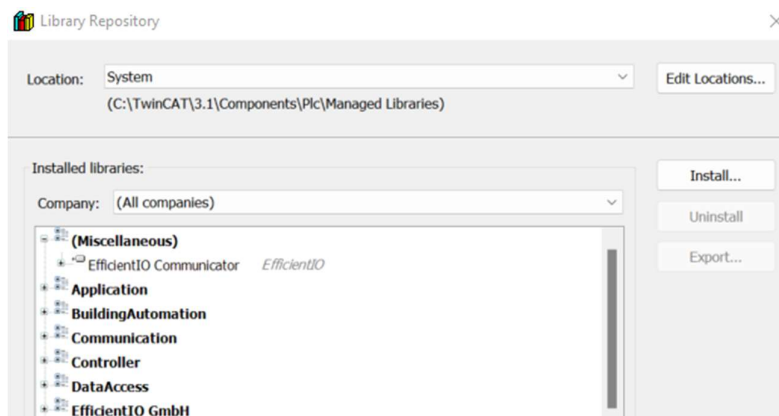 Library Repository
Location: System Edit Locations...
(C:\TwinCAT\3.1\Components\Plc\Managed Libraries)
Installed libraries:
Install...
Company: (All companies)
Uninstall
(Miscellaneous)
EfficientIO Communicator EfficientIO
Export...
Application
BuildingAutomation
Communication
Controller
DataAccess
EfficientIO GmbH